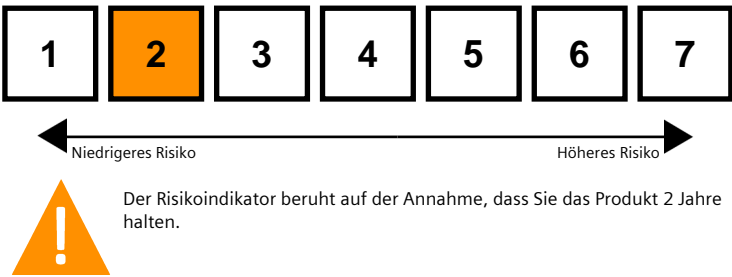 1 2 3 4 5 6 7
Niedrigeres Risiko Höheres Risiko
Der Risikoindikator beruht auf der Annahme, dass Sie das Produkt 2 Jahre
halten.